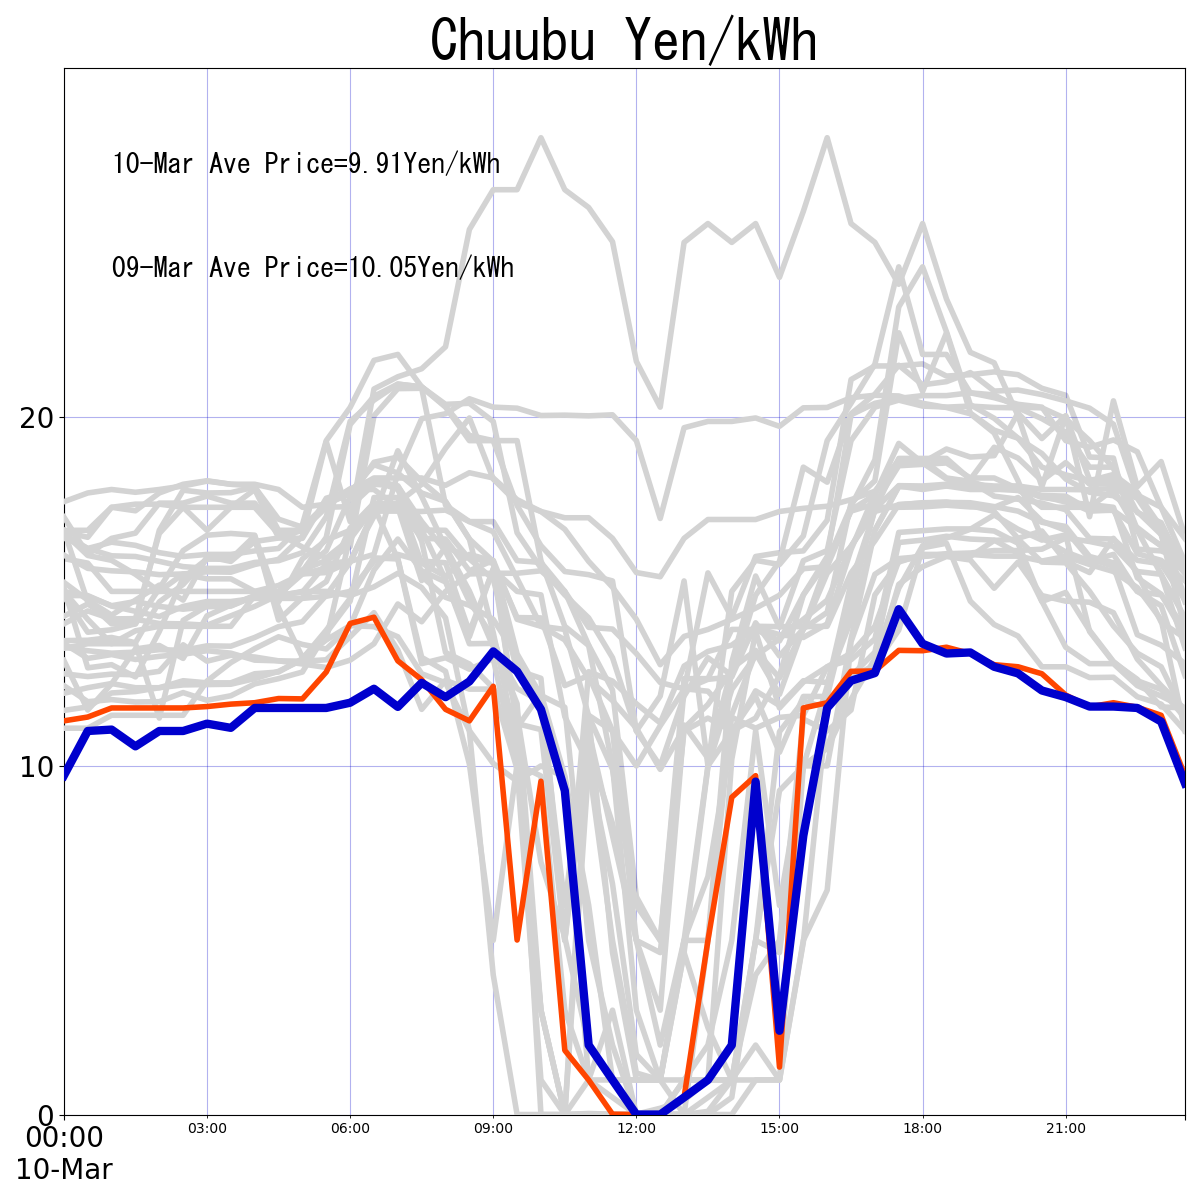 Chuubu Yen/kWh
10-Mar Ave Price=9.91Yen/kWh
09-Mar Ave Price=10.05Yen/kWh
20
10
0
00:00 03:00 06:00 09:00 12:00 15:00 18:00 21:00
10-Mar